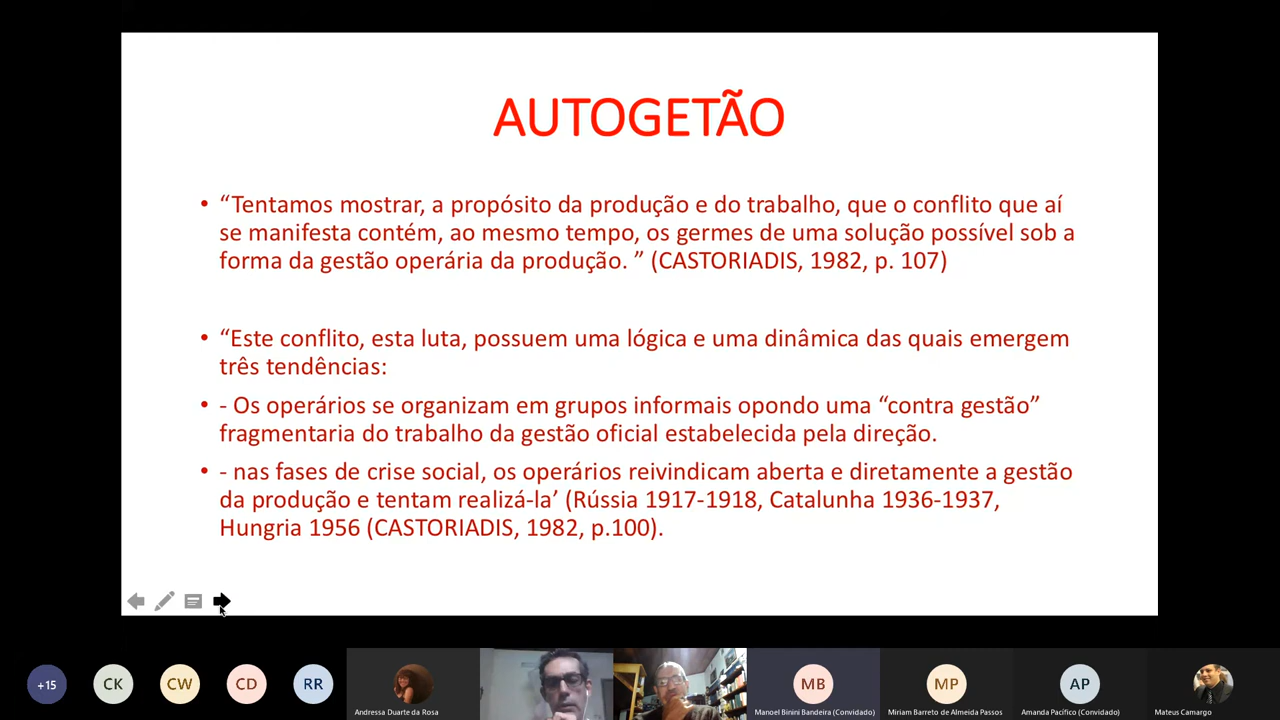 AUTOGETÃO
• “Tentamos mostrar, a propósito da produção e do trabalho, que o conflito que aí
se manifesta contém, ao mesmo tempo, os germes de uma solução possível sob a
forma da gestão operária da produção. ” (CASTORIADIS, 1982, p. 107)
• “Este conflito, esta luta, possuem uma lógica e uma dinâmica das quais emergem
três tendências:
• - Os operários se organizam em grupos informais opondo uma “contra gestão”
fragmentaria do trabalho da gestão oficial estabelecida pela direção.
• - nas fases de crise social, os operários reivindicam aberta e diretamente a gestão
da produção e tentam realizá-la’ (Rússia 1917-1918, Catalunha 1936-1937,
Hungria 1956 (CASTORIADIS, 1982, p.100).
+15
CK
CW
CD
RR
Andressa Duarte da Rosa
MB
Manoel Binini Bandeira (Convidado)
MP
Miriam Barreto de Almeida Passos
AP
Amanda Pacífico (Convidado)
Mateus Camargo